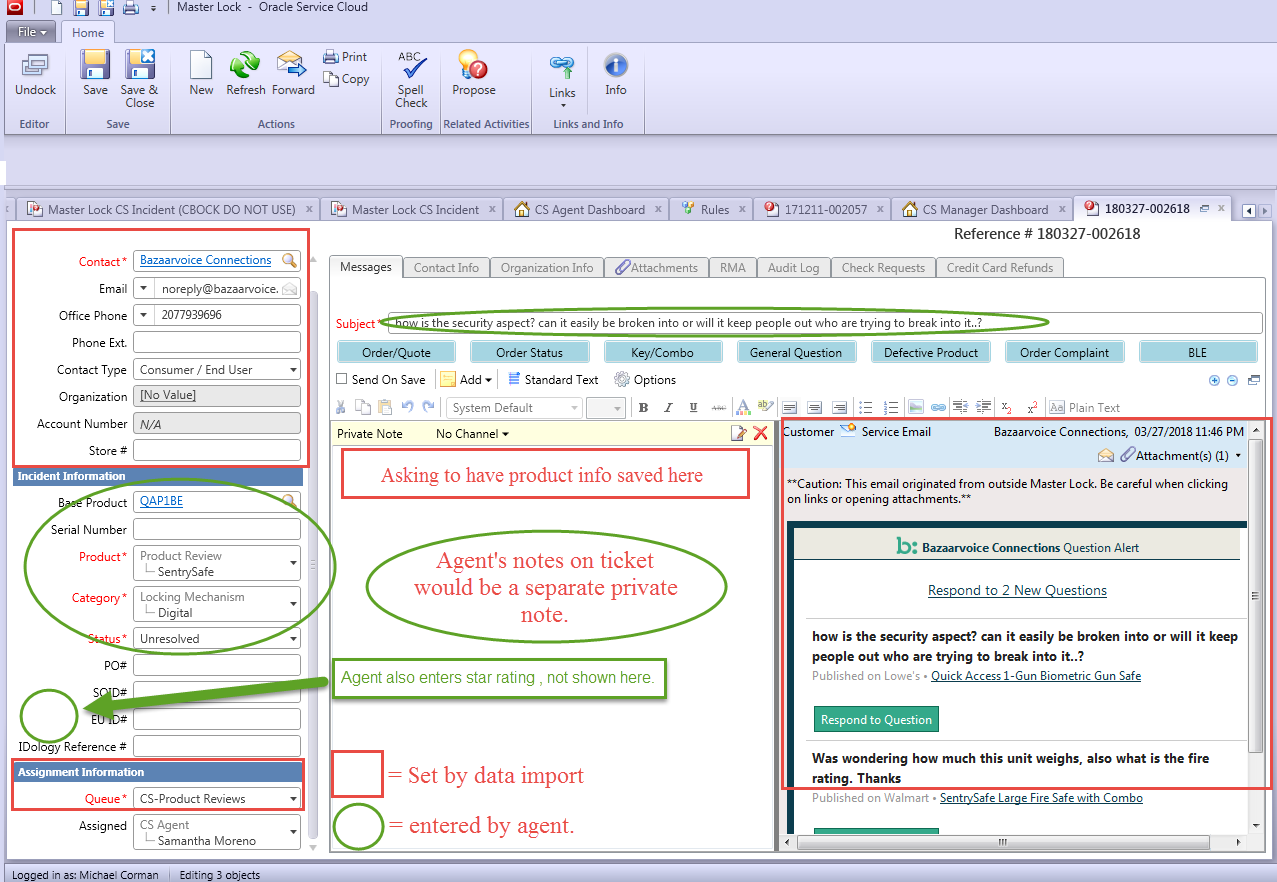 Master Lock - Oracle Service Cloud
File
Home
Undock
Save
Save & Close
New
Refresh
Forward
Print
Copy
ABC
Spell Check
Propose
Links
Info
Editor
Save
Actions
Proofing
Related Activities
Links and Info
Master Lock CS Incident (CBOCK DO NOT USE) x
Master Lock CS Incident x
CS Agent Dashboard x
Rules x
171211-002057 x
CS Manager Dashboard x
180327-002618 x
Reference # 180327-002618
Contact* Bazaarvoice Connections
Email noreply@bazaarvoice.
Office Phone 2077939696
Phone Ext.
Contact Type Consumer / End User
Organization [No Value]
Account Number N/A
Store #
Incident Information
Base Product QAP1BE
Serial Number
Product* Product Review
SentrySafe
Category* Locking Mechanism
Digital
Status* Unresolved
PO#
SOID#
EU ID#
IDology Reference #
Assignment Information
Queue* CS-Product Reviews
Assigned CS Agent
Samantha Moreno
Messages
Contact Info
Organization Info
Attachments
RMA
Audit Log
Check Requests
Credit Card Refunds
Subject* how is the security aspect? can it easily be broken into or will it keep people out who are trying to break into it..?
Order/Quote
Order Status
Key/Combo
General Question
Defective Product
Order Complaint
BLE
Send On Save
Add
Standard Text
Options
System Default
B I U ABC
A
Plain Text
Private Note No Channel
Asking to have product info saved here
Agent's notes on ticket
would be a separate private
note.
Agent also enters star rating , not shown here.
= Set by data import
= entered by agent.
Customer Service Email Bazaarvoice Connections, 03/27/2018 11:46 PM
Attachment(s) (1)
**Caution: This email originated from outside Master Lock. Be careful when clicking
on links or opening attachments.**
b: Bazaarvoice Connections Question Alert
Respond to 2 New Questions
how is the security aspect? can it easily be broken into or will it keep
people out who are trying to break into it..?
Published on Lowe's • Quick Access 1-Gun Biometric Gun Safe
Respond to Question
Was wondering how much this unit weighs, also what is the fire
rating. Thanks
Published on Walmart • SentrySafe Large Fire Safe with Combo
Logged in as: Michael Corman
Editing 3 objects